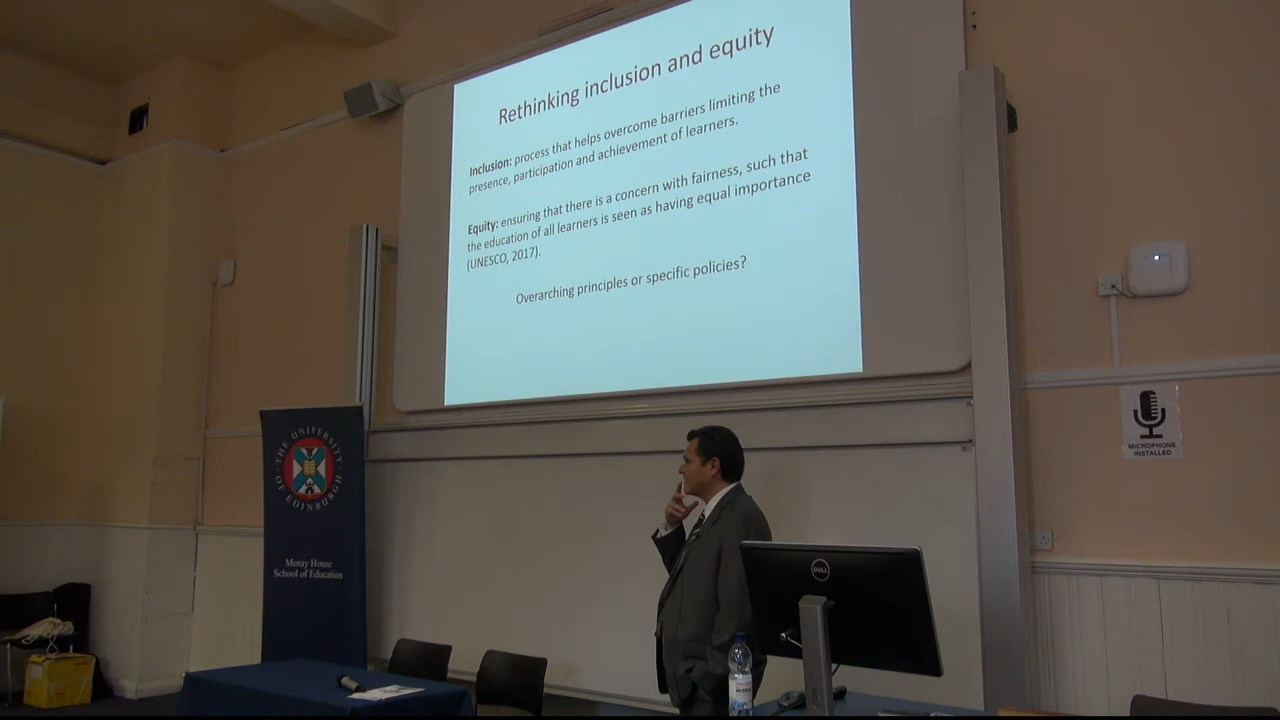 Rethinking inclusion and equity
Inclusion: process that helps overcome barriers limiting the
presence, participation and achievement of learners.
Equity: ensuring that there is a concern with fairness, such that
the education of all learners is seen as having equal importance
(UNESCO, 2017).
Overarching principles or specific policies?
THE UNIVERSITY
OF EDINBURGH
Moray House
School of Education
MICROPHONE
INSTALLED
DELL
water